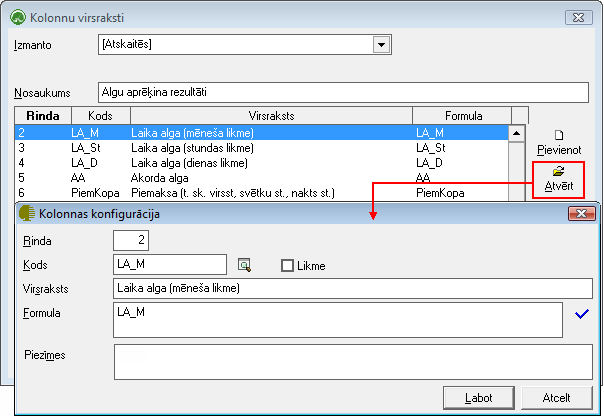 Kolonnu virsraksti
Izmanto [Atskaitēs]
Nosaukums Algu aprēķina rezultāti
Rinda Kods Virsraksts Formula
2 LA_M Laika alga (mēneša likme) LA_M
3 LA_St Laika alga (stundas likme) LA_St
4 LA_D Laika alga (dienas likme) LA_D
5 AA Akorda alga AA
6 PiemKopa Piemaksa (t. sk. virsst, svētku st., nakts st.) PiemKopa
Pievienot
Atvērt
Kolonnas konfigurācija
Rinda 2
Kods LA_M Likme
Virsraksts Laika alga (mēneša likme)
Formula LA_M
Piezīmes
Labot Atcelt